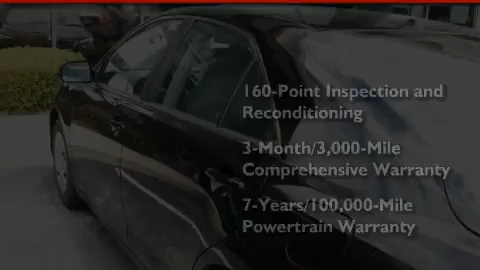 160-Point Inspection and
Reconditioning
3-Month/3,000-Mile
Comprehensive Warranty
7-Years/100,000-Mile
Powertrain Warranty